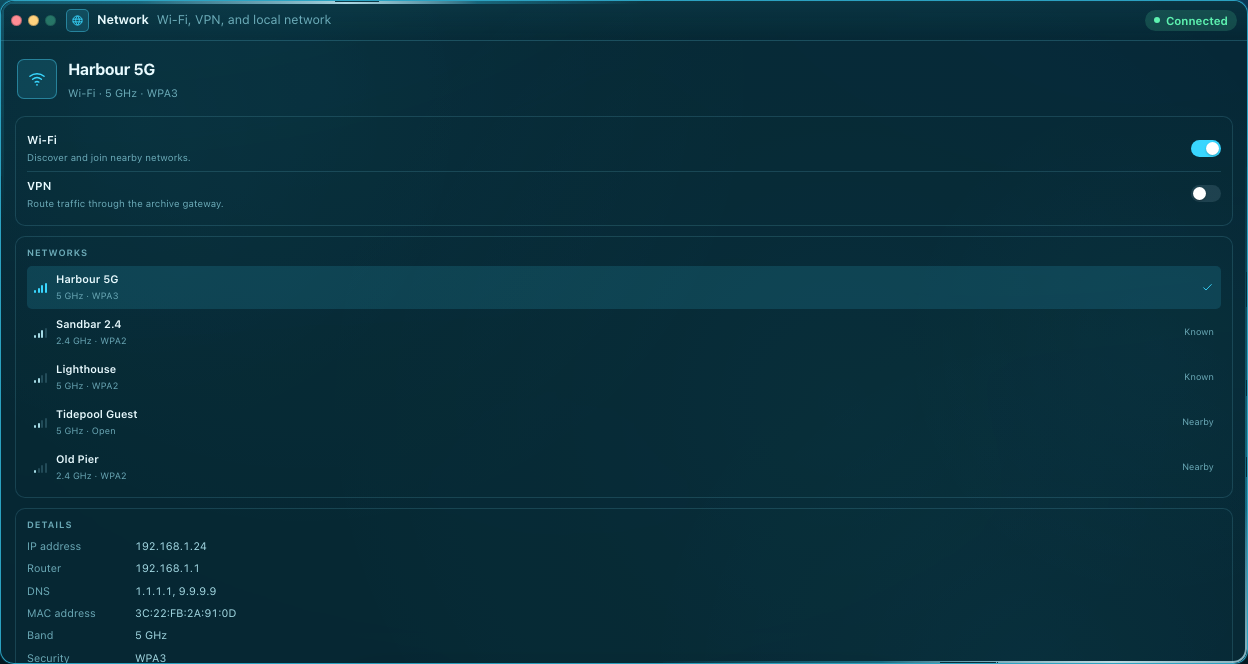 Network Wi-Fi, VPN, and local network Connected
Harbour 5G
Wi-Fi · 5 GHz · WPA3
Wi-Fi
Discover and join nearby networks.
VPN
Route traffic through the archive gateway.
NETWORKS
Harbour 5G
5 GHz · WPA3
Sandbar 2.4
2.4 GHz · WPA2
Known
Lighthouse
5 GHz · WPA2
Known
Tidepool Guest
5 GHz · Open
Nearby
Old Pier
2.4 GHz · WPA2
Nearby
DETAILS
IP address 192.168.1.24
Router 192.168.1.1
DNS 1.1.1.1, 9.9.9.9
MAC address 3C:22:FB:2A:91:0D
Band 5 GHz
Security WPA3